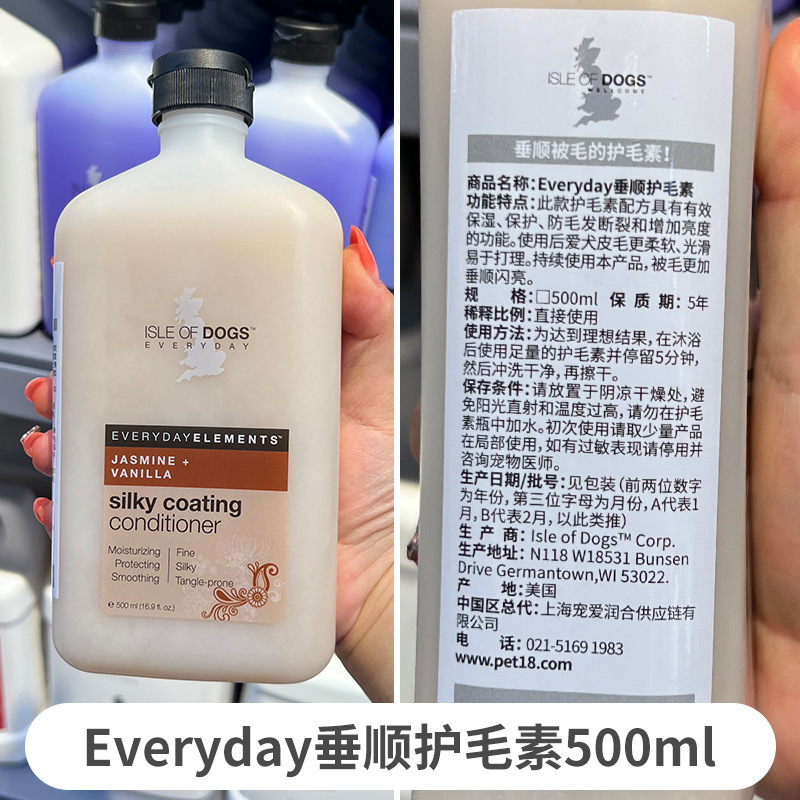 ISLE OF DOGS™
EVERYDAY
EVERYDAYELEMENTS™
JASMINE +
VANILLA
silky coating
conditioner
Moisturizing
Protecting
Smoothing
Fine
Silky
Tangle-prone
e 500 ml (16.9 fl. oz.)
ISLE OF DOGS™
WELLCOME
垂顺被毛的护毛素!
商品名称:Everyday垂顺护毛素
功能特点:此款护毛素配方具有有效
保湿、保护、防毛发断裂和增加亮度
的功能。使用后爱犬皮毛更柔软、光滑
易于打理。持续使用本产品,被毛更加
垂顺闪亮。
规 格:□500ml 保 质 期:5年
稀释比例:直接使用
使用方法:为达到理想结果,在沐浴
后使用足量的护毛素并停留5分钟,
然后冲洗干净,再擦干。
保存条件:请放置于阴凉干燥处,避
免阳光直射和温度过高,请勿在护毛
素瓶中加水。初次使用请取少量产品
在局部使用,如有过敏表现请停用并
咨询宠物医师。
生产日期/批号:见包装(前两位数字
为年份,第三位字母为月份,A代表1
月,B代表2月,以此类推)
生 产 商:Isle of Dogs™ Corp.
生产地址:N118 W18531 Bunsen
Drive Germantown,WI 53022.
产 地:美国
中国区总代:上海宠爱润合供应链有
限公司
电 话:021-5169 1983
www.pet18.com
Everyday垂顺护毛素500ml